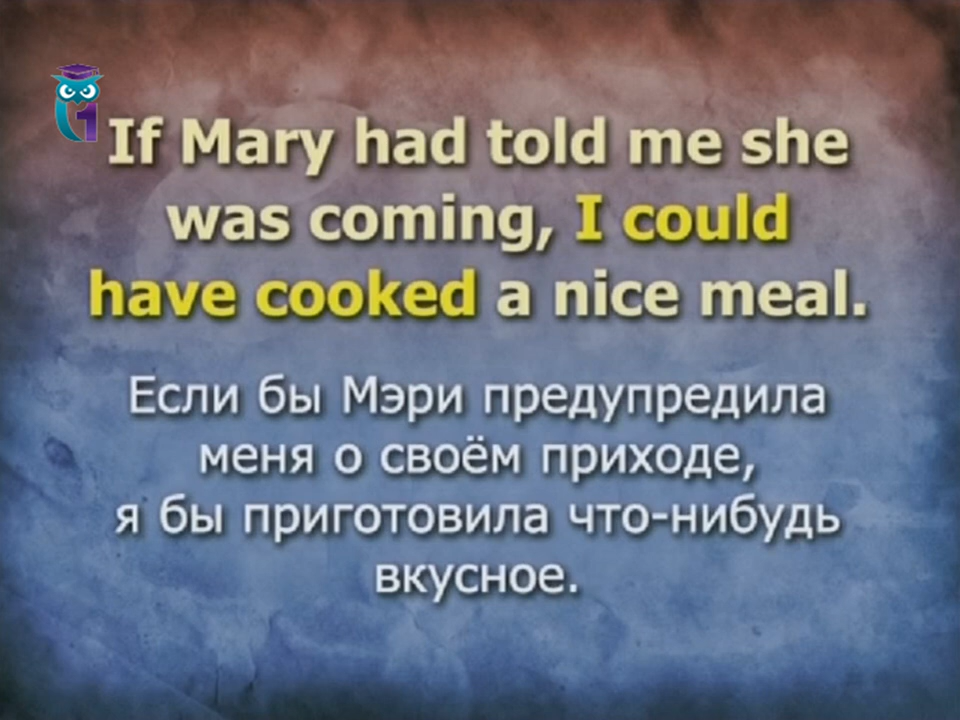 If Mary had told me she
was coming, I could
have cooked a nice meal.
Если бы Мэри предупредила
меня о своём приходе,
я бы приготовила что-нибудь
вкусное.